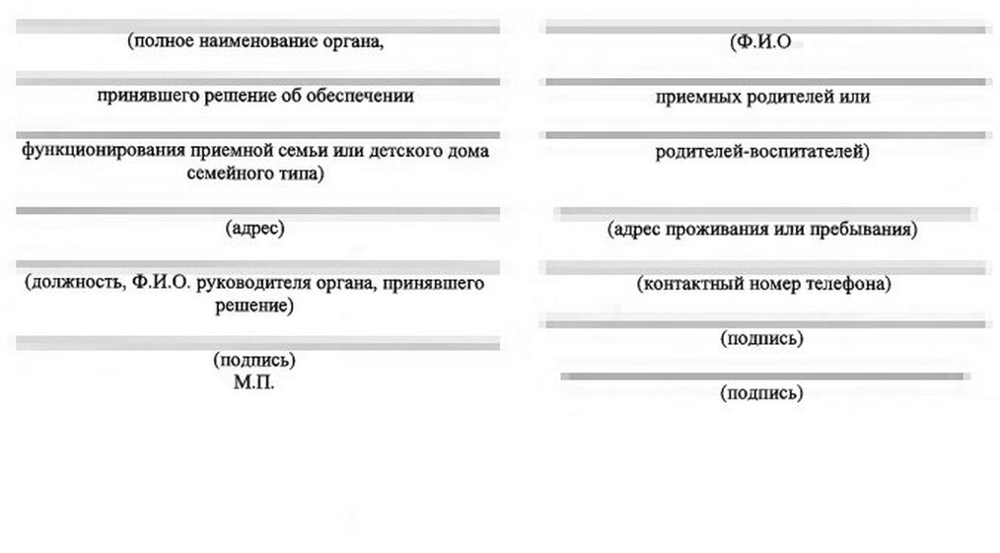 (полное наименование органа,
принявшего решение об обеспечении
функционирования приемной семьи или детского дома
семейного типа)
(адрес)
(должность, Ф.И.О. руководителя органа, принявшего
решение)
(подпись)
М.П.
(Ф.И.О
приемных родителей или
родителей-воспитателей)
(адрес проживания или пребывания)
(контактный номер телефона)
(подпись)
(подпись)